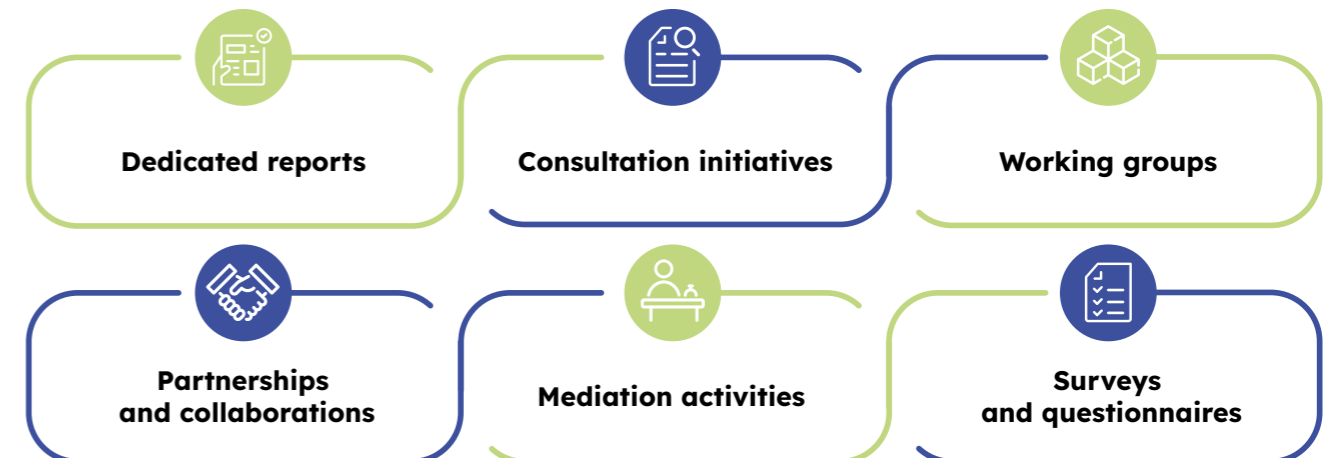 Dedicated reports
Consultation initiatives
Working groups
Partnerships
and collaborations
Mediation activities
Surveys
and questionnaires